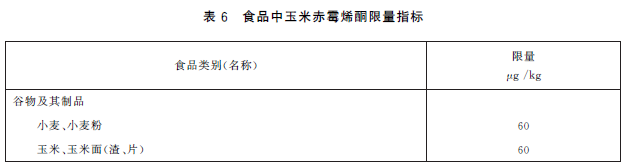 表 6 食品中玉米赤霉烯酮限量指标
食品类别(名称)
限量
μg /kg
谷物及其制品
小麦、小麦粉 60
玉米、玉米面(渣、片) 60